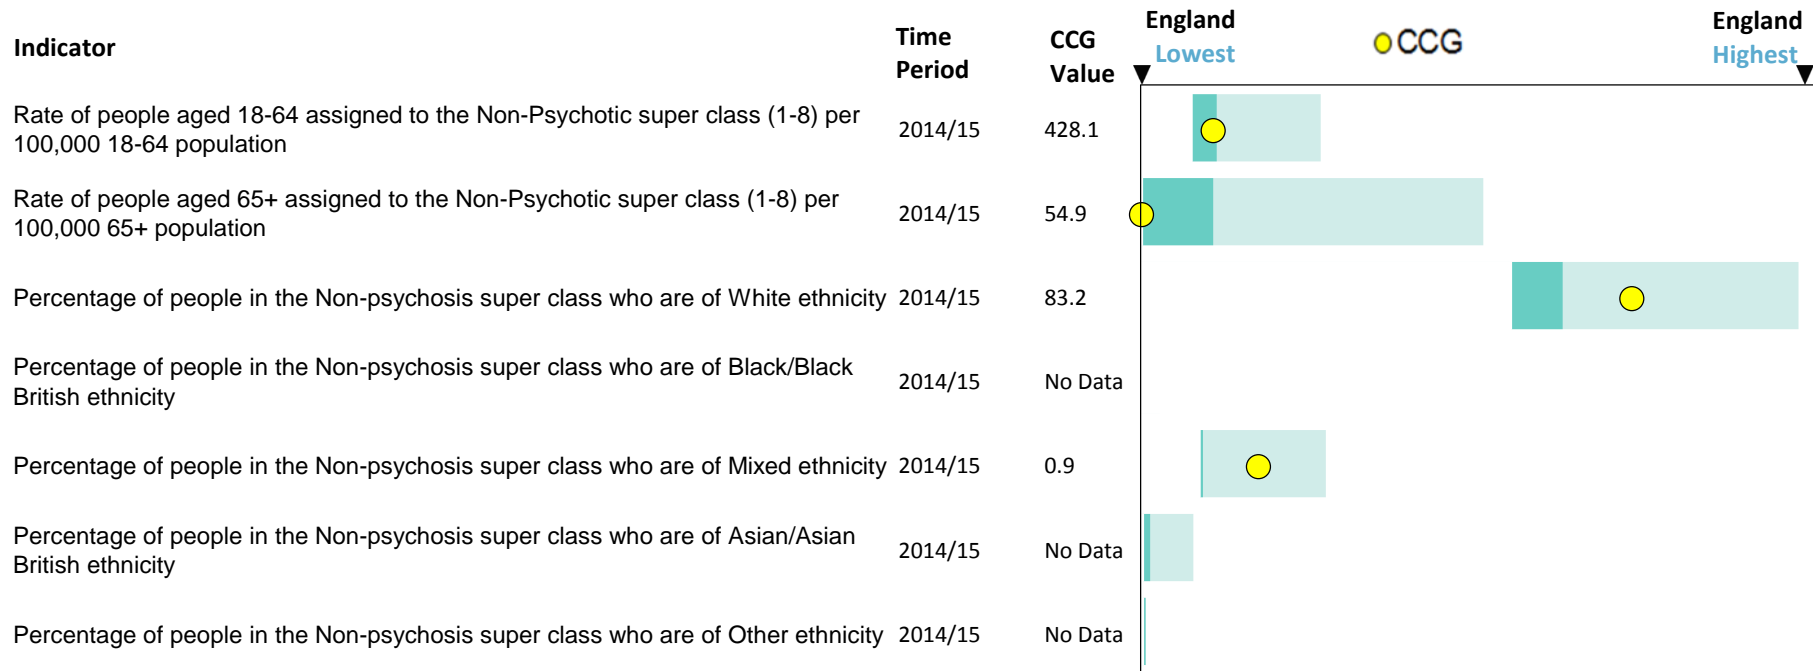 Indicator
Time
Period
CCG
Value
England
Lowest
CCG
England
Highest
Rate of people aged 18-64 assigned to the Non-Psychotic super class (1-8) per
100,000 18-64 population
2014/15
428.1
Rate of people aged 65+ assigned to the Non-Psychotic super class (1-8) per
100,000 65+ population
2014/15
54.9
Percentage of people in the Non-psychosis super class who are of White ethnicity
2014/15
83.2
Percentage of people in the Non-psychosis super class who are of Black/Black
British ethnicity
2014/15
No Data
Percentage of people in the Non-psychosis super class who are of Mixed ethnicity
2014/15
0.9
Percentage of people in the Non-psychosis super class who are of Asian/Asian
British ethnicity
2014/15
No Data
Percentage of people in the Non-psychosis super class who are of Other ethnicity
2014/15
No Data